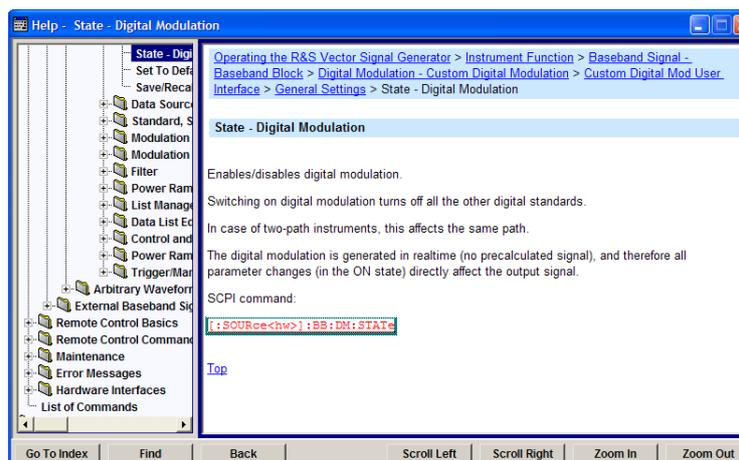 Help - State - Digital Modulation
State - Digi
Set To Defa
Save/Recal
Data Source
Standard, S
Modulation
Modulation
Filter
Power Ram
List Manage
Data List Ed
Control and
Power Ram
Trigger/Mar
Arbitrary Waveforr
External Baseband Sig
Remote Control Basics
Remote Control Command
Maintenance
Error Messages
Hardware Interfaces
List of Commands
Operating the R&S Vector Signal Generator > Instrument Function > Baseband Signal -
Baseband Block > Digital Modulation - Custom Digital Modulation > Custom Digital Mod User
Interface > General Settings > State - Digital Modulation
State - Digital Modulation
Enables/disables digital modulation.
Switching on digital modulation turns off all the other digital standards.
In case of two-path instruments, this affects the same path.
The digital modulation is generated in realtime (no precalculated signal), and therefore all
parameter changes (in the ON state) directly affect the output signal.
SCPI command:
[:SOURce<hw>]:BB:DM:STATe
Top
Go To Index
Find
Back
Scroll Left
Scroll Right
Zoom In
Zoom Out